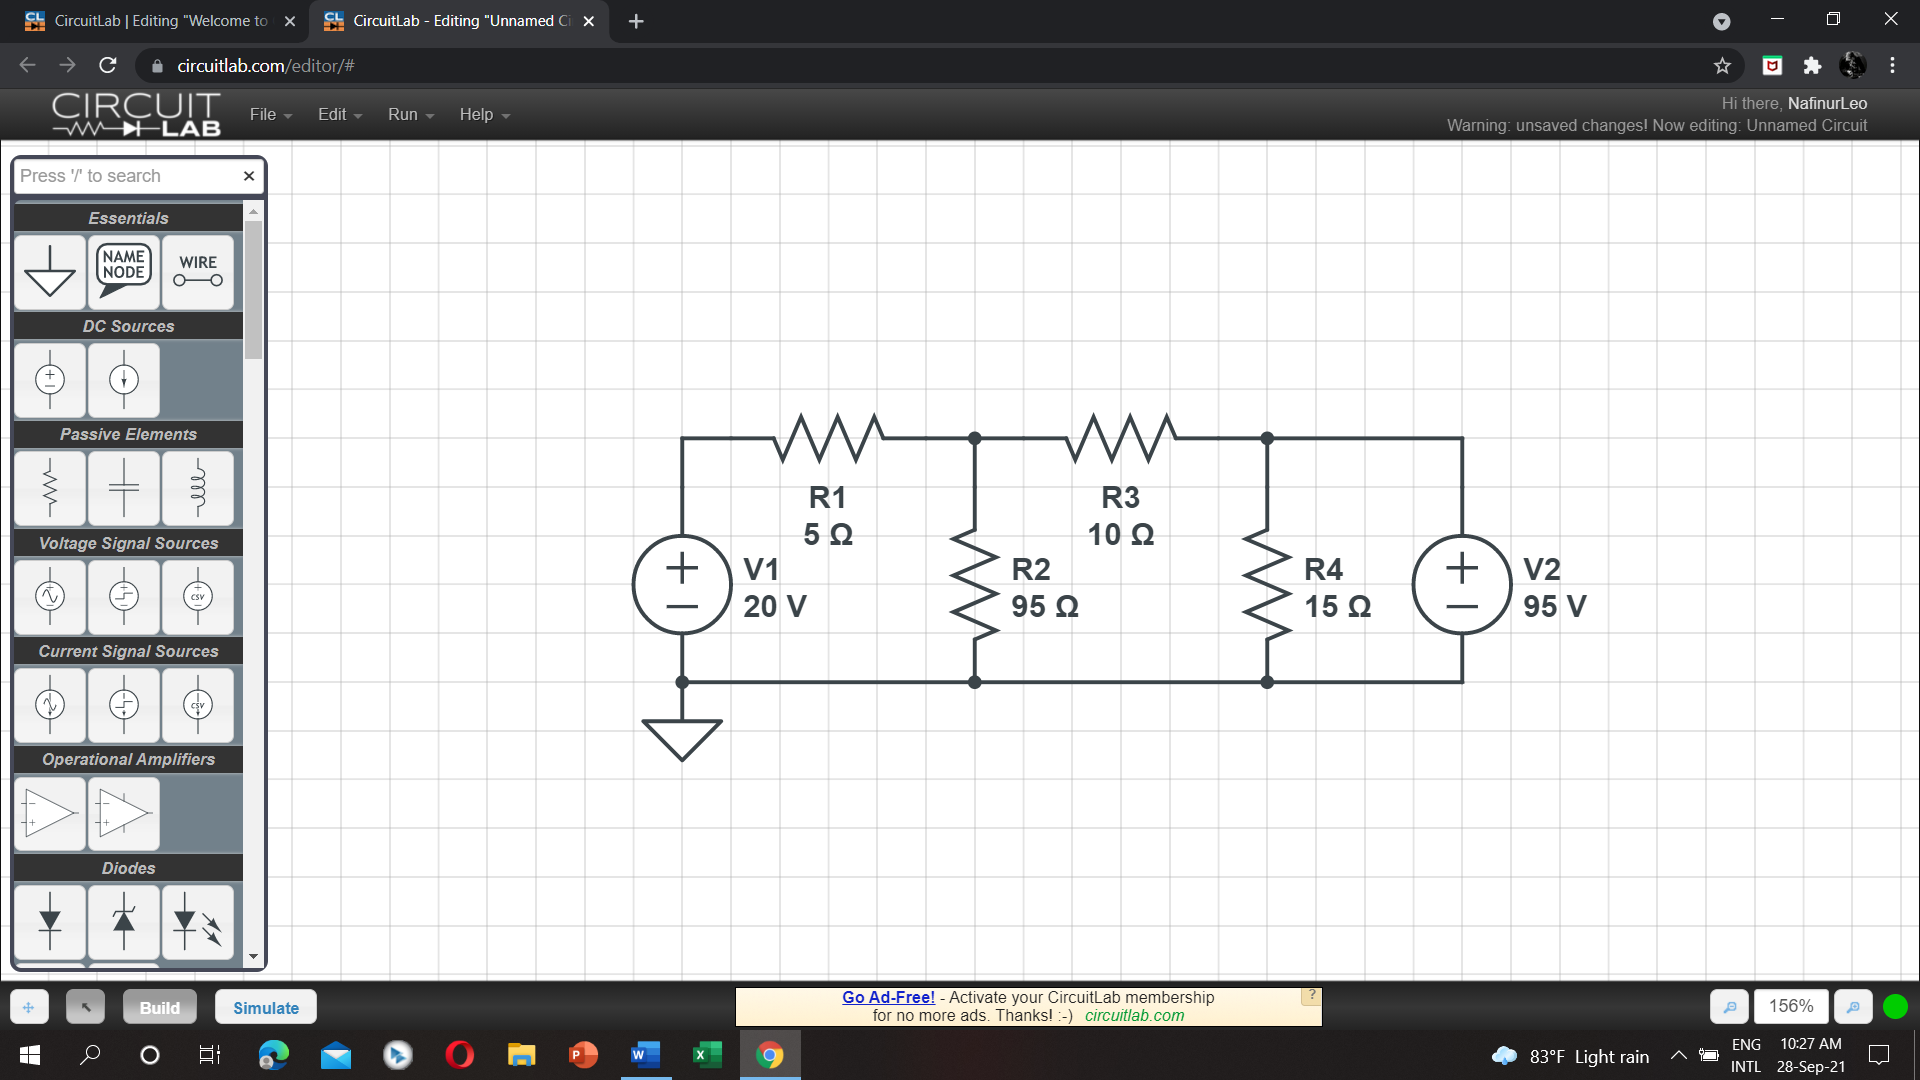 CircuitLab | Editing "Welcome to
CircuitLab - Editing "Unnamed Ci
circuitlab.com/editor/#
CIRCUIT
LAB
File
Edit
Run
Help
Hi there, NafinurLeo
Warning: unsaved changes! Now editing: Unnamed Circuit
Press '/' to search
Essentials
NAME
NODE
WIRE
DC Sources
Passive Elements
Voltage Signal Sources
CSV
Current Signal Sources
CSV
Operational Amplifiers
Diodes
R1
5 Ω
R3
10 Ω
V1
20 V
R2
95 Ω
R4
15 Ω
V2
95 V
Build
Simulate
Go Ad-Free! - Activate your CircuitLab membership
for no more ads. Thanks! :-) circuitlab.com
?
156%
83°F Light rain
ENG
INTL
10:27 AM
28-Sep-21